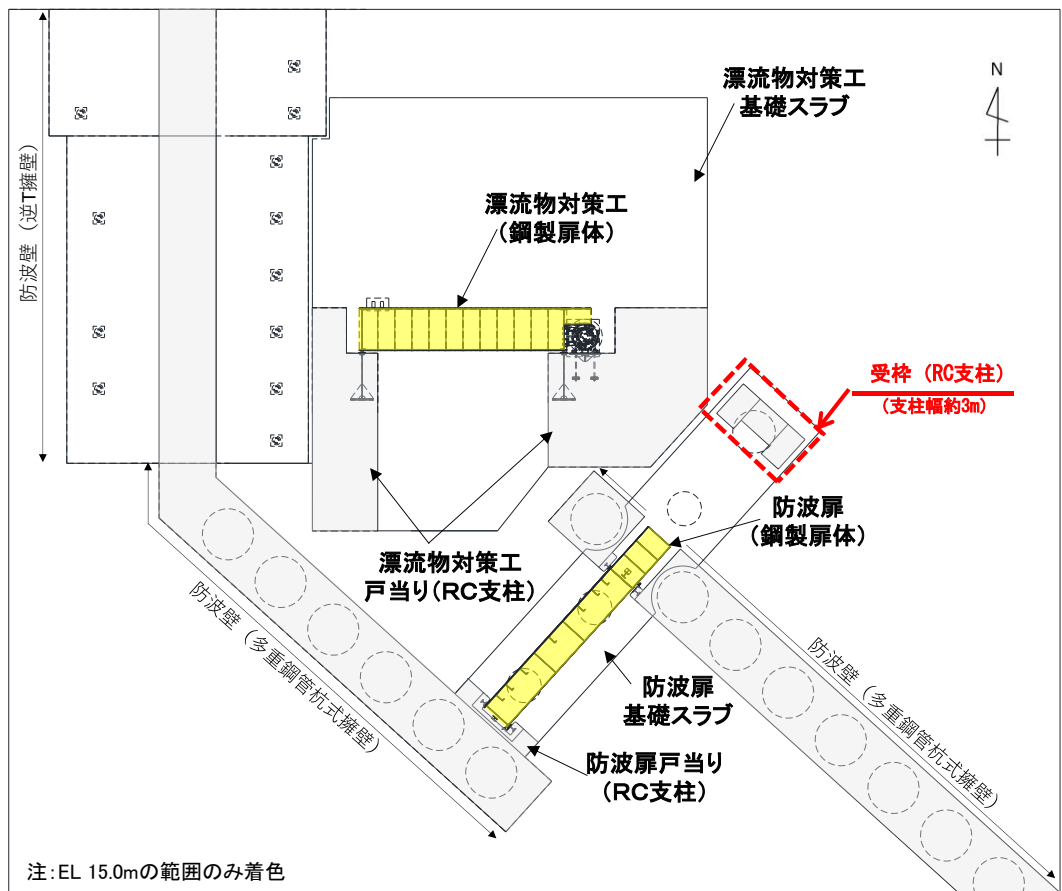 漂流物対策工
基礎スラブ
N
防波壁（逆T擁壁）
漂流物対策工
（鋼製扉体）
受枠（RC支柱）
（支柱幅約3m）
防波扉
（鋼製扉体）
漂流物対策工
戸当り（RC支柱）
防波壁（多重鋼管杭式擁壁）
防波壁（多重鋼管杭式擁壁）
防波扉
基礎スラブ
防波扉戸当り
（RC支柱）
注：EL 15.0mの範囲のみ着色